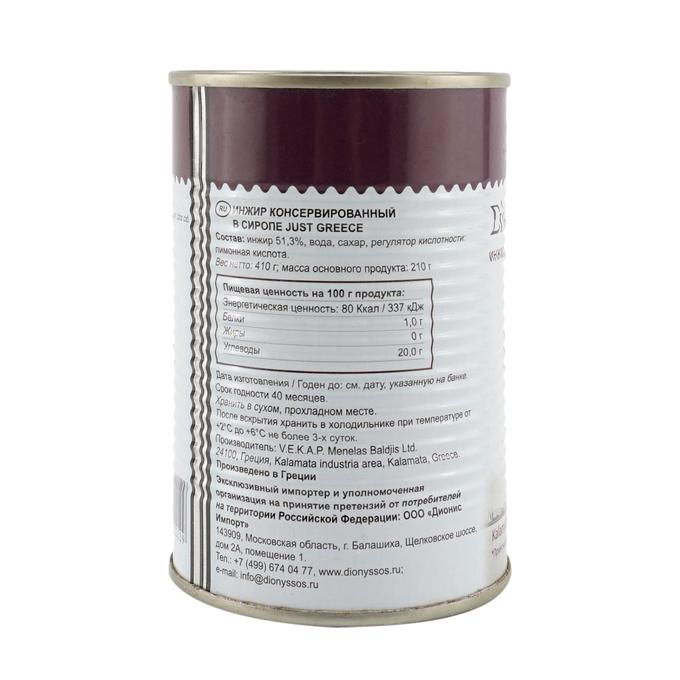 RU ИНЖИР КОНСЕРВИРОВАННЫЙ
В СИРОПЕ JUST GREECE
Состав: инжир 51,3%, вода, сахар, регулятор кислотности:
лимонная кислота.
Вес нетто: 410 г; масса основного продукта: 210 г
Пищевая ценность на 100 г продукта:
Энергетическая ценность: 80 Ккал / 337 кДж
Белки 1,0 г
Жиры 0 г
Углеводы 20,0 г
Дата изготовления / Годен до: см. дату, указанную на банке.
Срок годности 40 месяцев.
Хранить в сухом, прохладном месте.
После вскрытия хранить в холодильнике при температуре от
+2°C до +6°C не более 3-х суток.
Производитель: V.E.K.A.P. Menelas Baldjis Ltd.
24100, Греция, Kalamata industria area, Kalamata, Greece.
Произведено в Греции
Эксклюзивный импортер и уполномоченная
организация на принятие претензий от потребителей
на территории Российской Федерации: ООО «Дионис
Импорт»
143909, Московская область, г. Балашиха, Щелковское шоссе,
дом 2А, помещение 1.
Тел.: +7 (499) 674 04 77, www.dionyssos.ru;
e-mail: info@dionyssos.ru